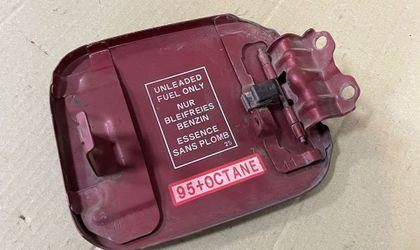 UNLEADED
FUEL ONLY
NUR
BLEIFREIES
BENZIN
ESSENCE
SANS PLOMB
25
95+OCTANE